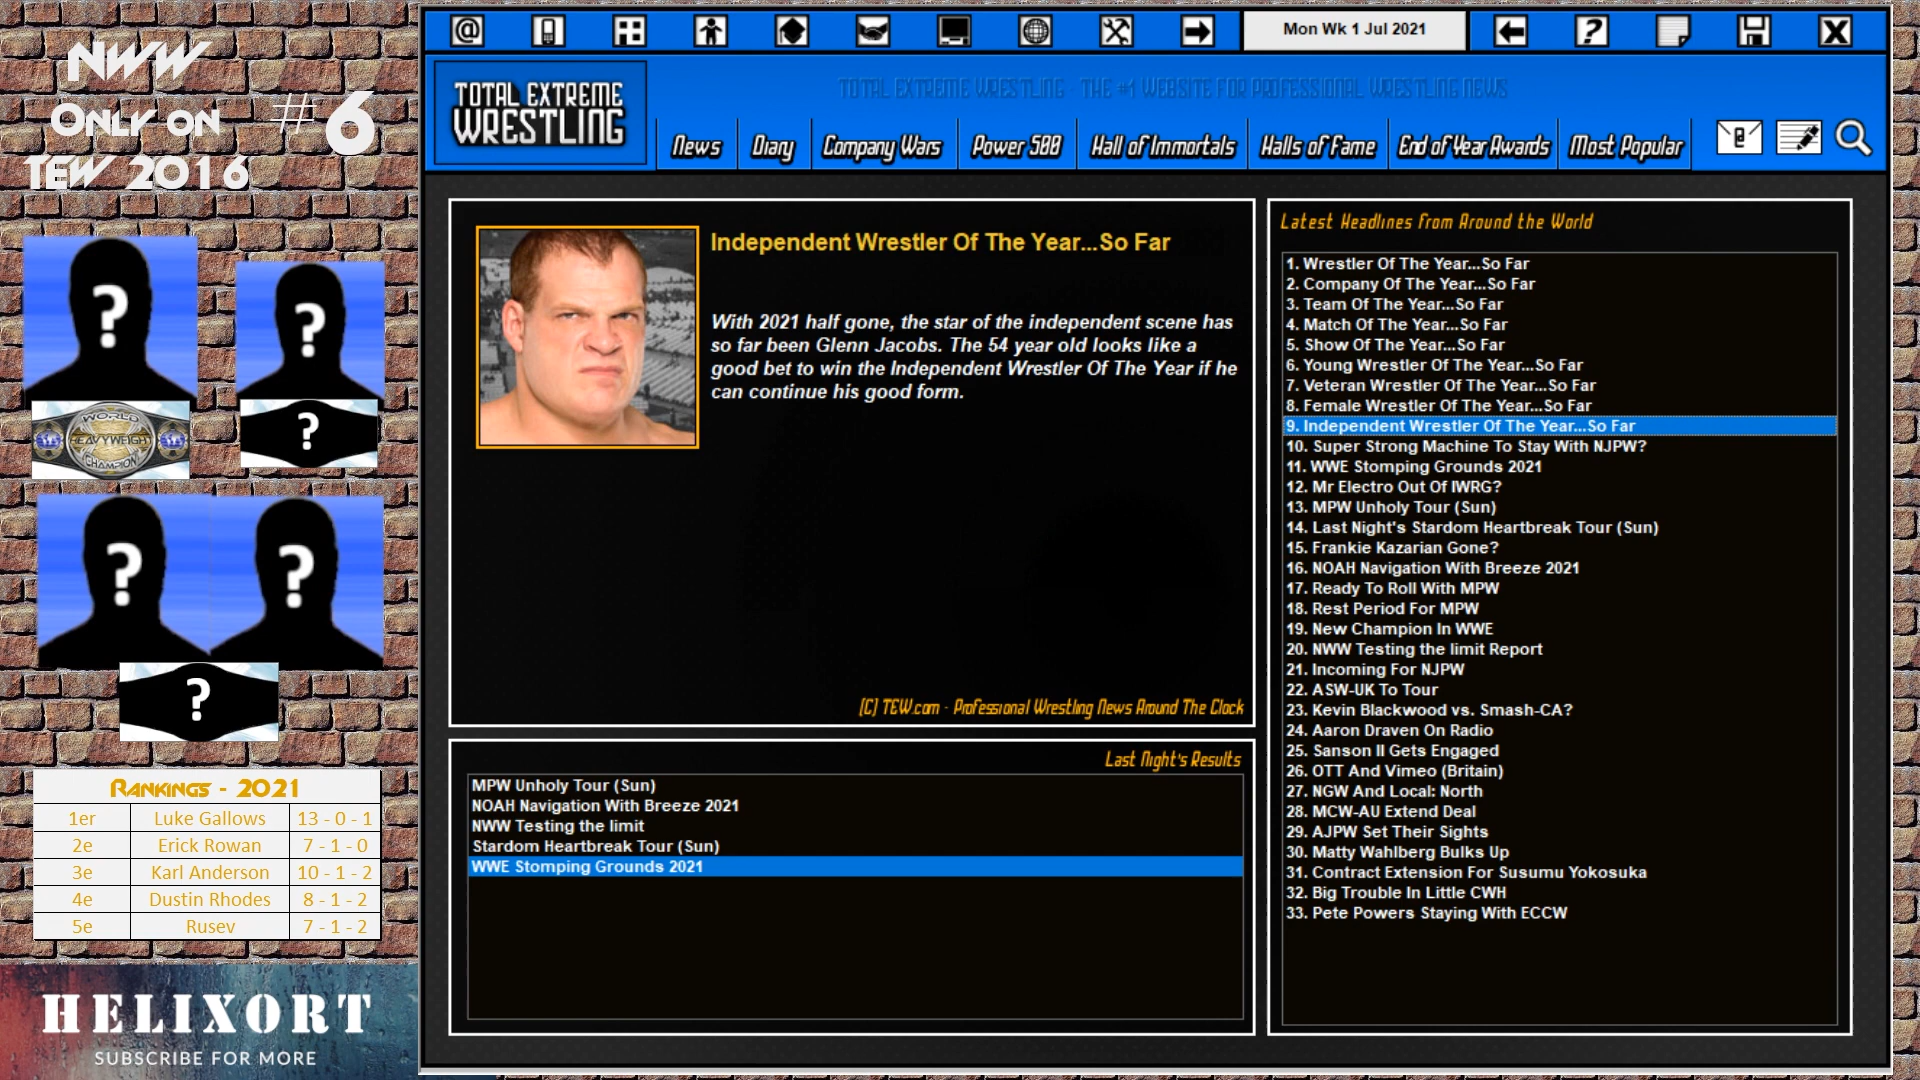 NWW
Only on
TEW 2016
#6
?
?
WORLD
HEAVYWEIGHT
CHAMPION
?
?
?
?
Rankings - 2021
1er Luke Gallows 13 - 0 - 1
2e Erick Rowan 7 - 1 - 0
3e Karl Anderson 10 - 1 - 2
4e Dustin Rhodes 8 - 1 - 2
5e Rusev 7 - 1 - 2
HELIXORT
SUBSCRIBE FOR MORE
@
Mon Wk 1 Jul 2021
?
X
TOTAL EXTREME
WRESTLING
TOTAL EXTREME WRESTLING - THE #1 WEBSITE FOR PROFESSIONAL WRESTLING NEWS
News
Diary
Company Wars
Power 500
Hall of Immortals
Halls of Fame
End of Year Awards
Most Popular
Independent Wrestler Of The Year...So Far
With 2021 half gone, the star of the independent scene has
so far been Glenn Jacobs. The 54 year old looks like a
good bet to win the Independent Wrestler Of The Year if he
can continue his good form.
(C) TEW.com - Professional Wrestling News Around The Clock
Last Night's Results
MPW Unholy Tour (Sun)
NOAH Navigation With Breeze 2021
NWW Testing the limit
Stardom Heartbreak Tour (Sun)
WWE Stomping Grounds 2021
Latest Headlines From Around the World
1. Wrestler Of The Year...So Far
2. Company Of The Year...So Far
3. Team Of The Year...So Far
4. Match Of The Year...So Far
5. Show Of The Year...So Far
6. Young Wrestler Of The Year...So Far
7. Veteran Wrestler Of The Year...So Far
8. Female Wrestler Of The Year...So Far
9. Independent Wrestler Of The Year...So Far
10. Super Strong Machine To Stay With NJPW?
11. WWE Stomping Grounds 2021
12. Mr Electro Out Of IWRG?
13. MPW Unholy Tour (Sun)
14. Last Night's Stardom Heartbreak Tour (Sun)
15. Frankie Kazarian Gone?
16. NOAH Navigation With Breeze 2021
17. Ready To Roll With MPW
18. Rest Period For MPW
19. New Champion In WWE
20. NWW Testing the limit Report
21. Incoming For NJPW
22. ASW-UK To Tour
23. Kevin Blackwood vs. Smash-CA?
24. Aaron Draven On Radio
25. Sanson II Gets Engaged
26. OTT And Vimeo (Britain)
27. NGW And Local: North
28. MCW-AU Extend Deal
29. AJPW Set Their Sights
30. Matty Wahlberg Bulks Up
31. Contract Extension For Susumu Yokosuka
32. Big Trouble In Little CWH
33. Pete Powers Staying With ECCW